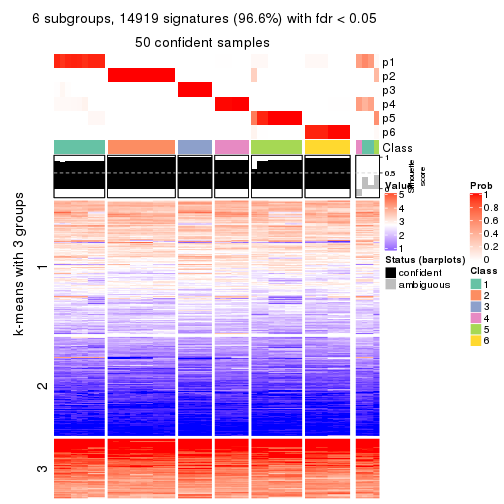 6 subgroups, 14919 signatures (96.6%) with fdr < 0.05
50 confident samples
p1
p2
p3
p4
p5
p6
Class
1
0.5
0
Silhouette
score
k-means with 3 groups
1
2
3
Value
5
4
3
2
1
Status (barplots)
confident
ambiguous
Prob
1
0.8
0.6
0.4
0.2
0
Class
1
2
3
4
5
6